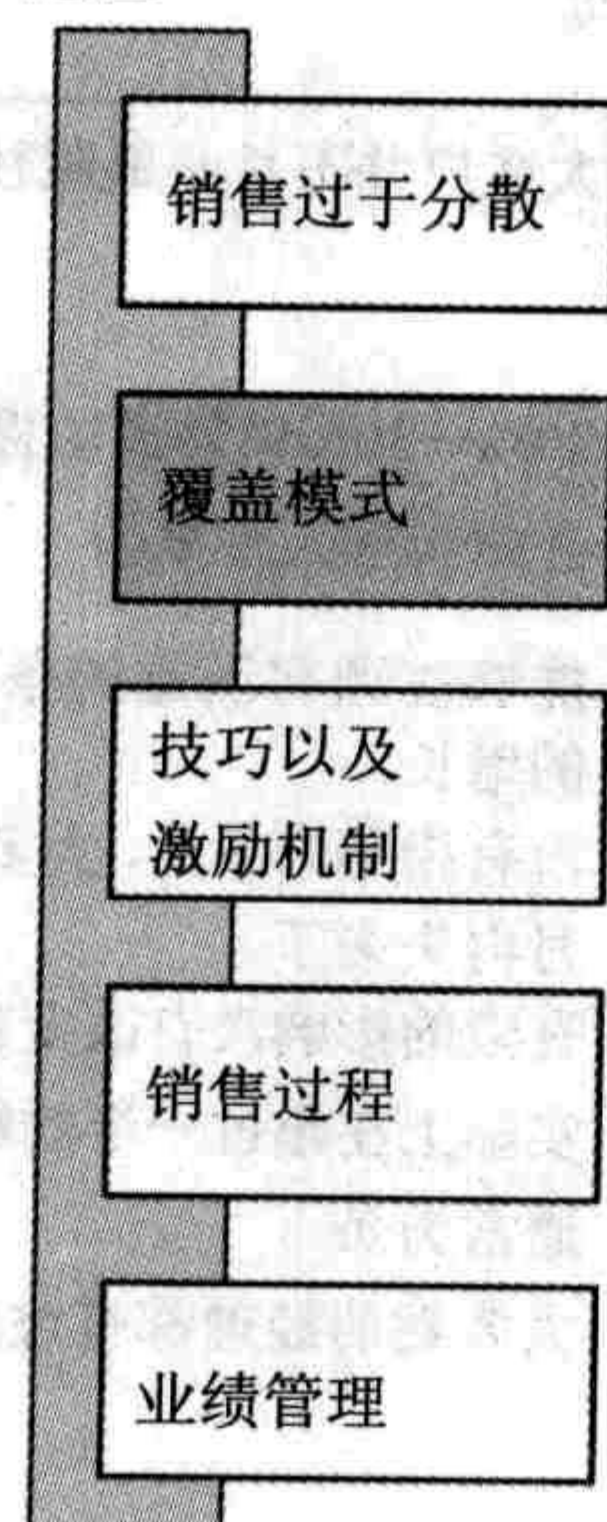 销售过于分散
覆盖模式
技巧以及
激励机制
销售过程
业绩管理